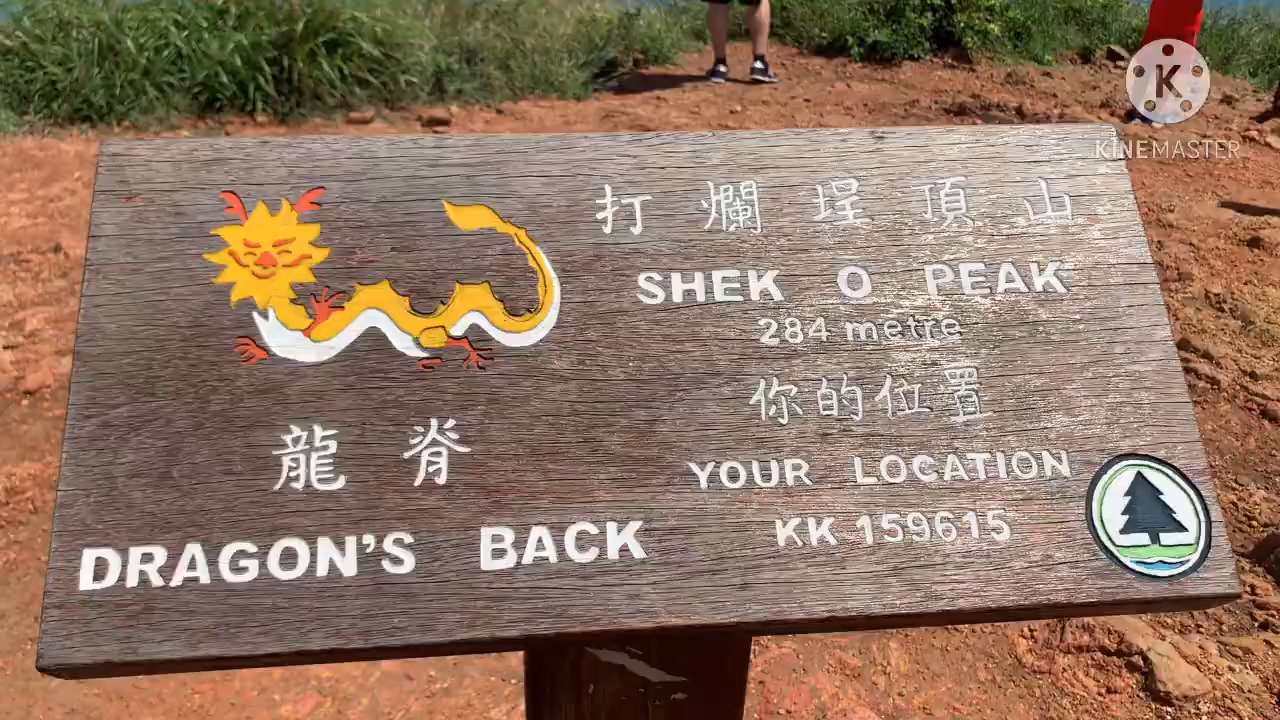 打爛埕頂山
SHEK O PEAK
284 metre
你的位置
YOUR LOCATION
KK 159615
龍脊
DRAGON'S BACK
K
KINEMASTER